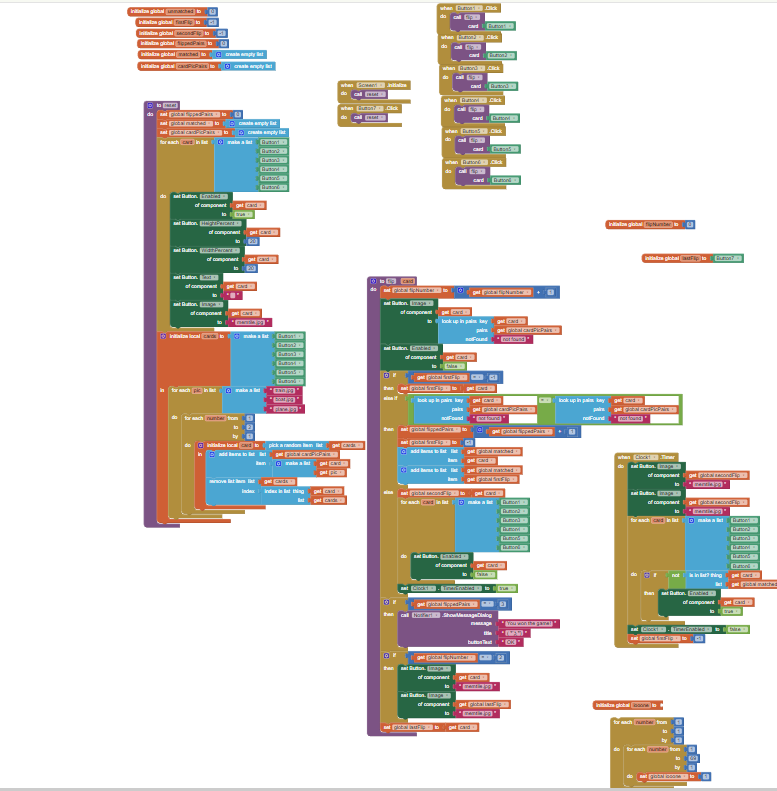 initialize global unmatched to 0
initialize global firstFlip to -1
initialize global secondFlip to -1
initialize global flippedPairs to 0
initialize global matched to create empty list
initialize global cardPicPairs to create empty list
when Screen1 .Initialize
do call reset
when Button7 .Click
do call reset
when Button1 .Click
do call flip
card Button1
when Button2 .Click
do call flip
card Button2
when Button3 .Click
do call flip
card Button3
when Button4 .Click
do call flip
card Button4
when Button5 .Click
do call flip
card Button5
when Button6 .Click
do call flip
card Button6
to reset
do set global flippedPairs to 0
set global matched to create empty list
set global cardPicPairs to create empty list
for each card in list make a list Button1
Button2
Button3
Button4
Button5
Button6
do set Button. Enabled
of component get card
to true
set Button. HeightPercent
of component get card
to 20
set Button. WidthPercent
of component get card
to 20
set Button. Text
of component get card
to " "
set Button. Image
of component get card
to "memtile.jpg"
initialize local cards to make a list Button1
Button2
Button3
Button4
Button5
Button6
in for each pic in list make a list "train.jpg"
"boat.jpg"
"plane.jpg"
do for each number from 1
to 2
by 1
do initialize local card to pick a random item list get cards
in add items to list list get global cardPicPairs
item make a list get card
get pic
remove list item list get cards
index index in list thing get card
list get cards
initialize global flipNumber to 0
initialize global lastFlip to Button7
to flip card
do set global flipNumber to get global flipNumber + 1
set Button. Image
of component get card
to look up in pairs key get card
pairs get global cardPicPairs
notFound "not found"
set Button. Enabled
of component get card
to false
if get global firstFlip = -1
then set global firstFlip to get card
else if look up in pairs key get card = look up in pairs key get card
pairs get global cardPicPairs pairs get global cardPicPairs
notFound "not found" notFound "not found"
then set global flippedPairs to get global flippedPairs + 1
set global firstFlip to -1
add items to list list get global matched
item get card
add items to list list get global matched
item get global firstFlip
else set global secondFlip to get card
for each card in list make a list Button1
Button2
Button3
Button4
Button5
Button6
do set Button. Enabled
of component get card
to false
set Clock1 . TimerEnabled to true
if get global flippedPairs = 3
then call Notifier1 .ShowMessageDialog
message "You won the game!"
title
buttonText "OK"
if get global flipNumber = 2
then set Button. Image
of component get card
to "memtile.jpg"
set Button. Image
of component get global lastFlip
to "memtile.jpg"
set global lastFlip to get card
when Clock1 .Timer
do set Button. Image
of component get global secondFlip
to "memtile.jpg"
set Button. Image
of component get global secondFlip
to "memtile.jpg"
for each card in list make a list Button1
Button2
Button3
Button4
Button5
Button6
do if not is in list? thing get card
list get global matched
then set Button. Enabled
of component get card
to true
set Clock1 . TimerEnabled to false
set global firstFlip to -1
initialize global to
for each number from 1
to
by 1
do for each number from 1
to
by 1
do set global to 1